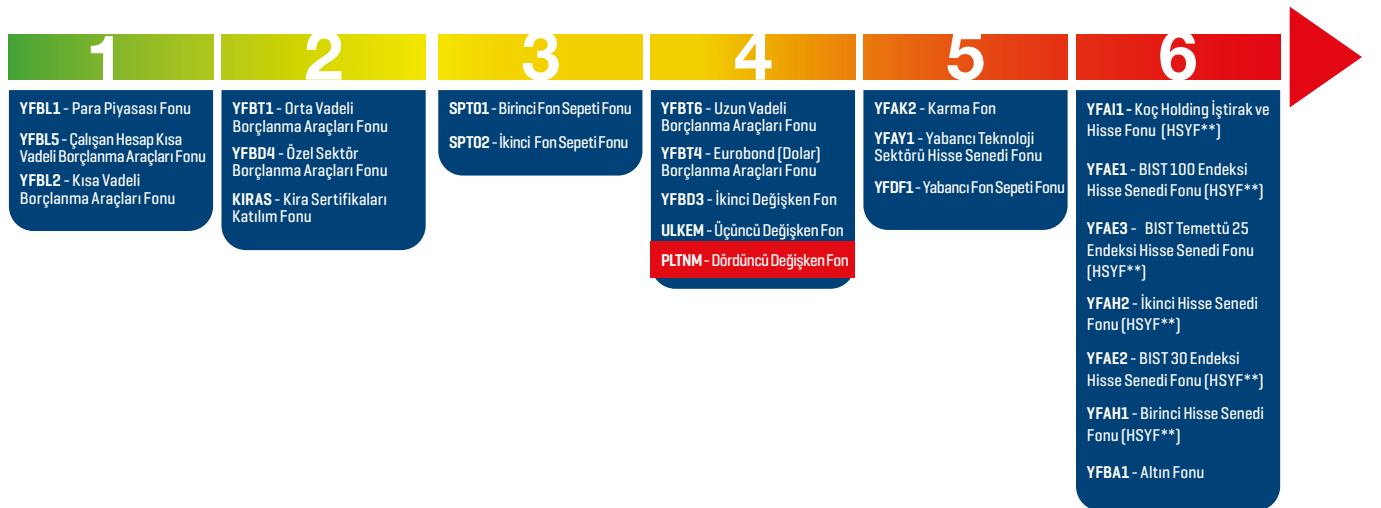 1
YFBL1 - Para Piyasası Fonu
YFBL5 - Çalışan Hesap Kısa
Vadeli Borçlanma Araçları Fonu
YFBL2 - Kısa Vadeli
Borçlanma Araçları Fonu
2
YFBT1 - Orta Vadeli
Borçlanma Araçları Fonu
YFBD4 - Özel Sektör
Borçlanma Araçları Fonu
KIRAS - Kira Sertifikaları
Katılım Fonu
3
SPT01 - Birinci Fon Sepeti Fonu
SPT02 - İkinci Fon Sepeti Fonu
4
YFBT6 - Uzun Vadeli
Borçlanma Araçları Fonu
YFBT4 - Eurobond (Dolar)
Borçlanma Araçları Fonu
YFBD3 - İkinci Değişken Fon
ULKEM - Üçüncü Değişken Fon
PLTNM - Dördüncü Değişken Fon
5
YFAK2 - Karma Fon
YFAY1 - Yabancı Teknoloji
Sektörü Hisse Senedi Fonu
YFDF1 - Yabancı Fon Sepeti Fonu
6
YFAI1 - Koç Holding İştirak ve
Hisse Fonu (HSYF**)
YFAE1 - BIST 100 Endeksi
Hisse Senedi Fonu (HSYF**)
YFAE3 - BIST Temettü 25
Endeksi Hisse Senedi Fonu
(HSYF**)
YFAH2 - İkinci Hisse Senedi
Fonu (HSYF**)
YFAE2 - BIST 30 Endeksi
Hisse Senedi Fonu (HSYF**)
YFAH1 - Birinci Hisse Senedi
Fonu (HSYF**)
YFBA1 - Altın Fonu